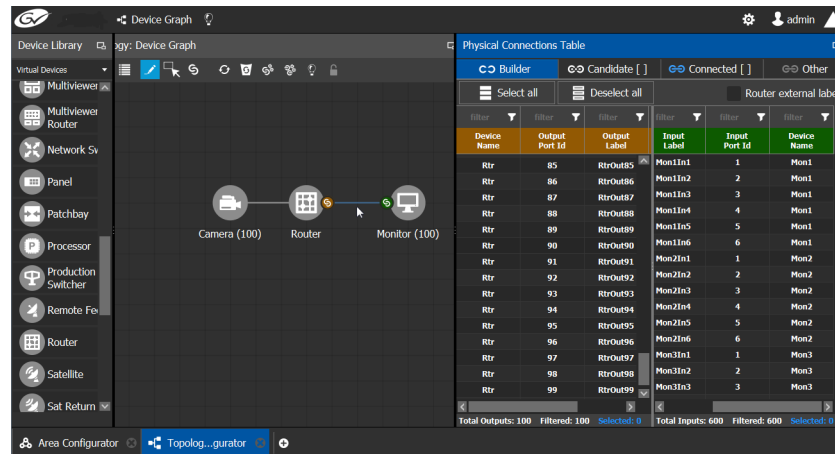 GV
Device Graph
admin
Device Library
gy: Device Graph
Physical Connections Table
Virtual Devices
Builder
Candidate [ ]
Connected [ ]
Other
Select all
Deselect all
Router external labe
filter filter filter filter filter filter
Device Name Output Port Id Output Label Input Label Input Port Id Device Name
Multiviewer
Multiviewer Router
Network Sv
Panel
Patchbay
Processor
Production Switcher
Remote Fe
Router
Satellite
Sat Return
Camera (100)
Router
Monitor (100)
Rtr 85 RtrOut85 Mon1In1 1 Mon1
Rtr 86 RtrOut86 Mon1In2 2 Mon1
Rtr 87 RtrOut87 Mon1In3 3 Mon1
Rtr 88 RtrOut88 Mon1In4 4 Mon1
Rtr 89 RtrOut89 Mon1In5 5 Mon1
Rtr 90 RtrOut90 Mon1In6 6 Mon1
Rtr 91 RtrOut91 Mon2In1 1 Mon2
Rtr 92 RtrOut92 Mon2In2 2 Mon2
Rtr 93 RtrOut93 Mon2In3 3 Mon2
Rtr 94 RtrOut94 Mon2In4 4 Mon2
Rtr 95 RtrOut95 Mon2In5 5 Mon2
Rtr 96 RtrOut96 Mon2In6 6 Mon2
Rtr 97 RtrOut97 Mon3In1 1 Mon3
Rtr 98 RtrOut98 Mon3In2 2 Mon3
Rtr 99 RtrOut99 Mon3In3 3 Mon3
Total Outputs: 100 Filtered: 100 Selected: 0 Total Inputs: 600 Filtered: 600 Selected: 0
Area Configurator
Topolog...gurator